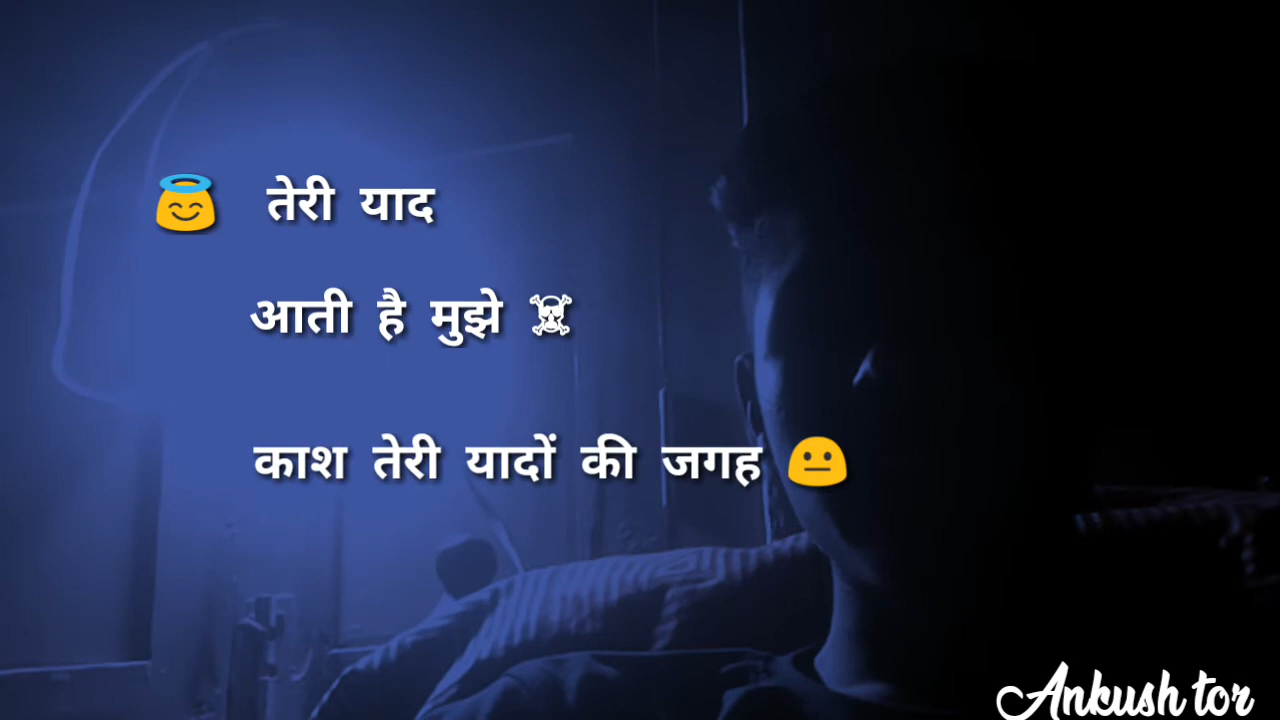 😇 तेरी याद
आती है मुझे ☠
काश तेरी यादों की जगह 😐
Ankush tor